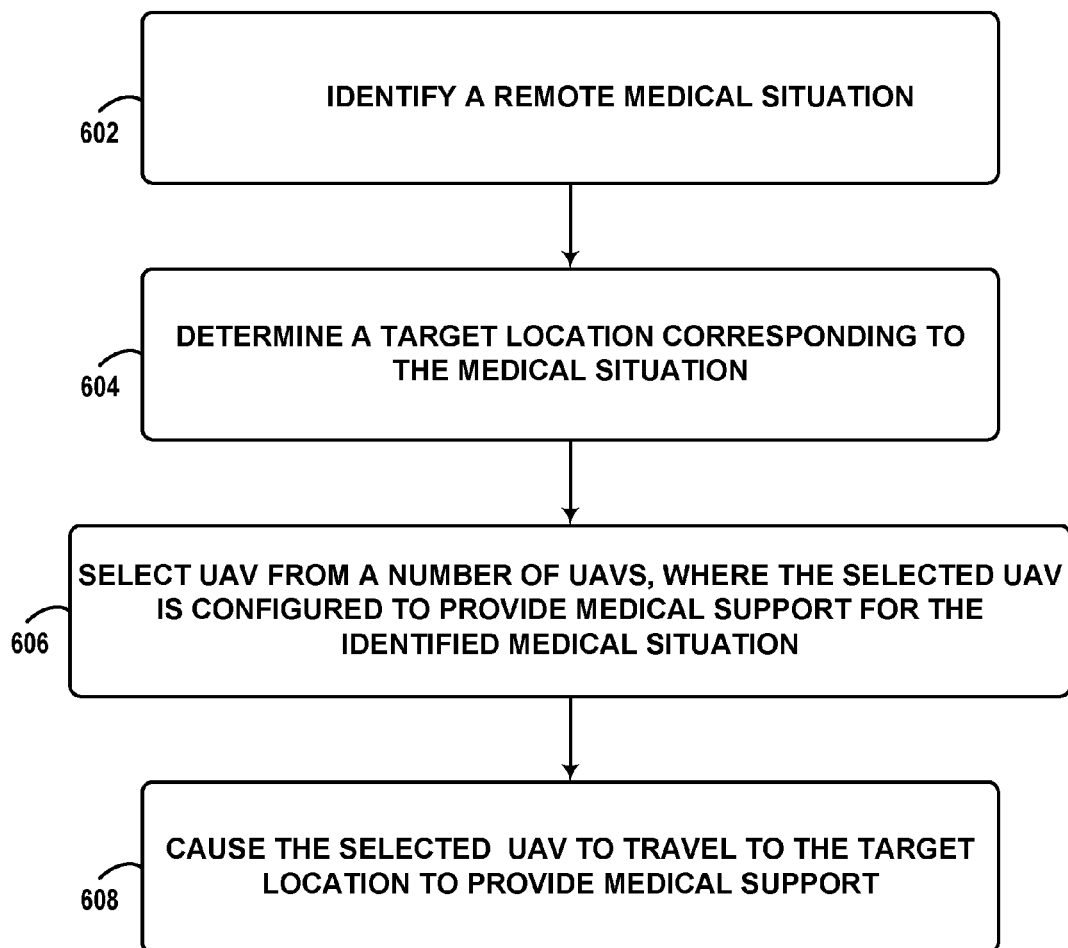 IDENTIFY A REMOTE MEDICAL SITUATION
602
DETERMINE A TARGET LOCATION CORRESPONDING TO
THE MEDICAL SITUATION
604
SELECT UAV FROM A NUMBER OF UAVS, WHERE THE SELECTED UAV
IS CONFIGURED TO PROVIDE MEDICAL SUPPORT FOR THE
IDENTIFIED MEDICAL SITUATION
606
CAUSE THE SELECTED UAV TO TRAVEL TO THE TARGET
LOCATION TO PROVIDE MEDICAL SUPPORT
608